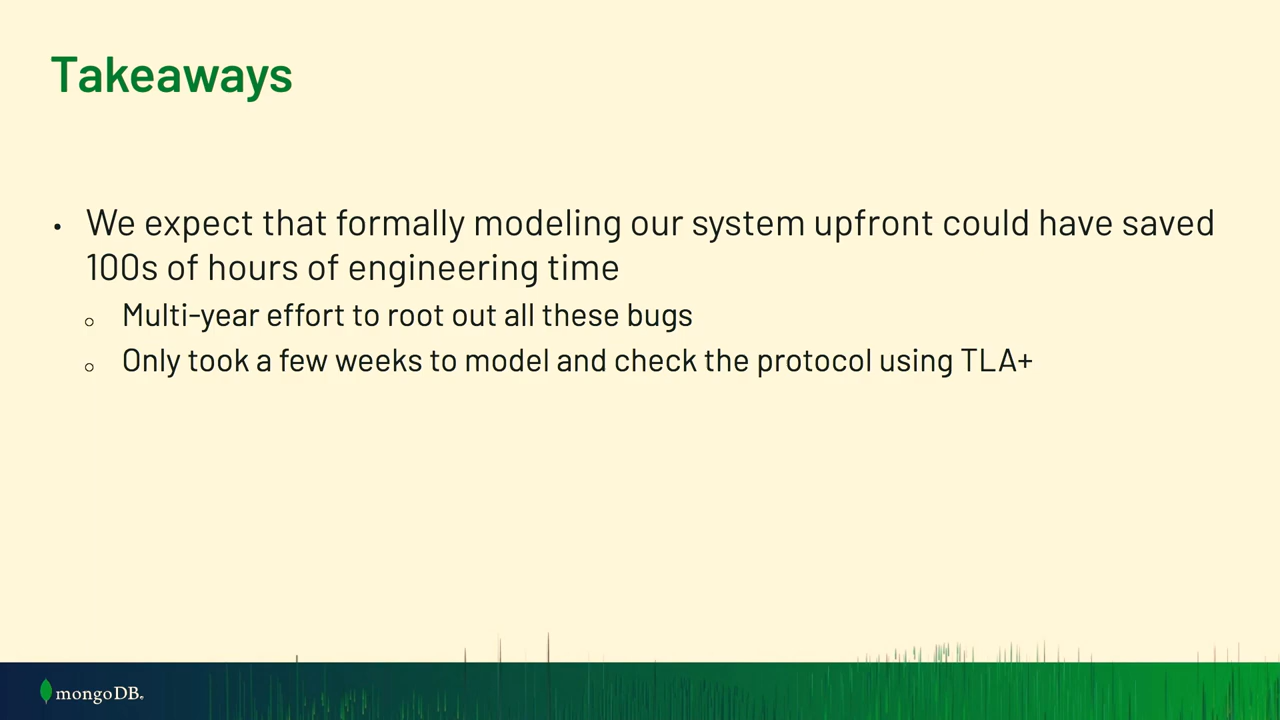 Takeaways
• We expect that formally modeling our system upfront could have saved
100s of hours of engineering time
○ Multi-year effort to root out all these bugs
○ Only took a few weeks to model and check the protocol using TLA+
mongoDB.